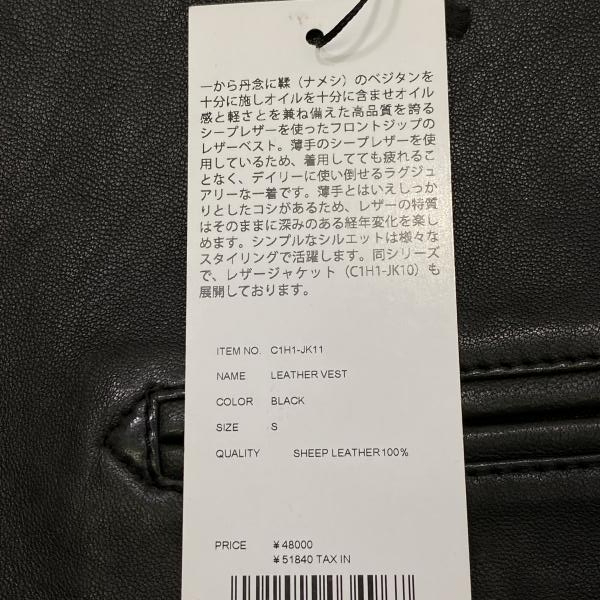 一から丹念に鞣（ナメシ）のベジタンを
十分に施しオイルを十分に含ませオイル
感と軽さとを兼ね備えた高品質を誇る
シープレザーを使ったフロントジップの
レザーベスト。薄手のシープレザーを使
用しているため、着用してても疲れるこ
となく、デイリーに使い倒せるラグジュ
アリーな一着です。薄手とはいえしっか
りとしたコシがあるため、レザーの特質
はそのままに深みのある経年変化を楽し
めます。シンプルなシルエットは様々な
スタイリングで活躍します。同シリーズ
で、レザージャケット（C1H1-JK10）も
展開しております。
ITEM NO. C1H1-JK11
NAME LEATHER VEST
COLOR BLACK
SIZE S
QUALITY SHEEP LEATHER100%
PRICE ¥48000
¥51840 TAX IN